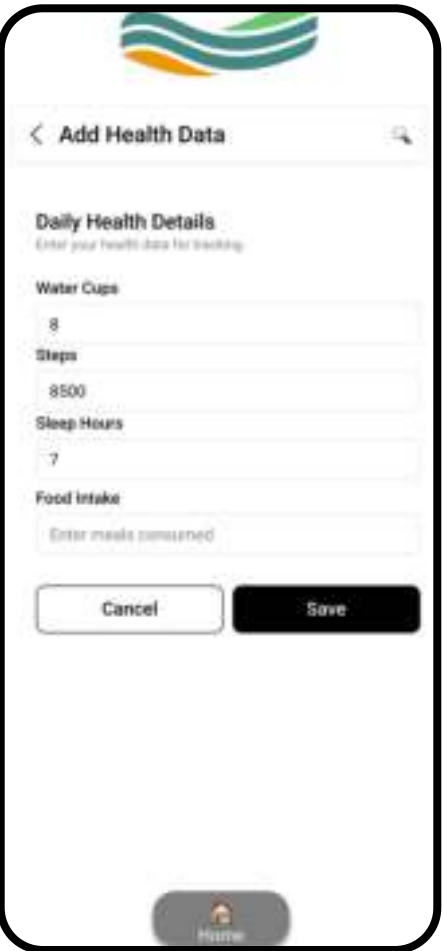 Add Health Data
Daily Health Details
Enter your health data for tracking
Water Cups
8
Steps
8500
Sleep Hours
7
Food Intake
Enter meals consumed
Cancel
Save
Home